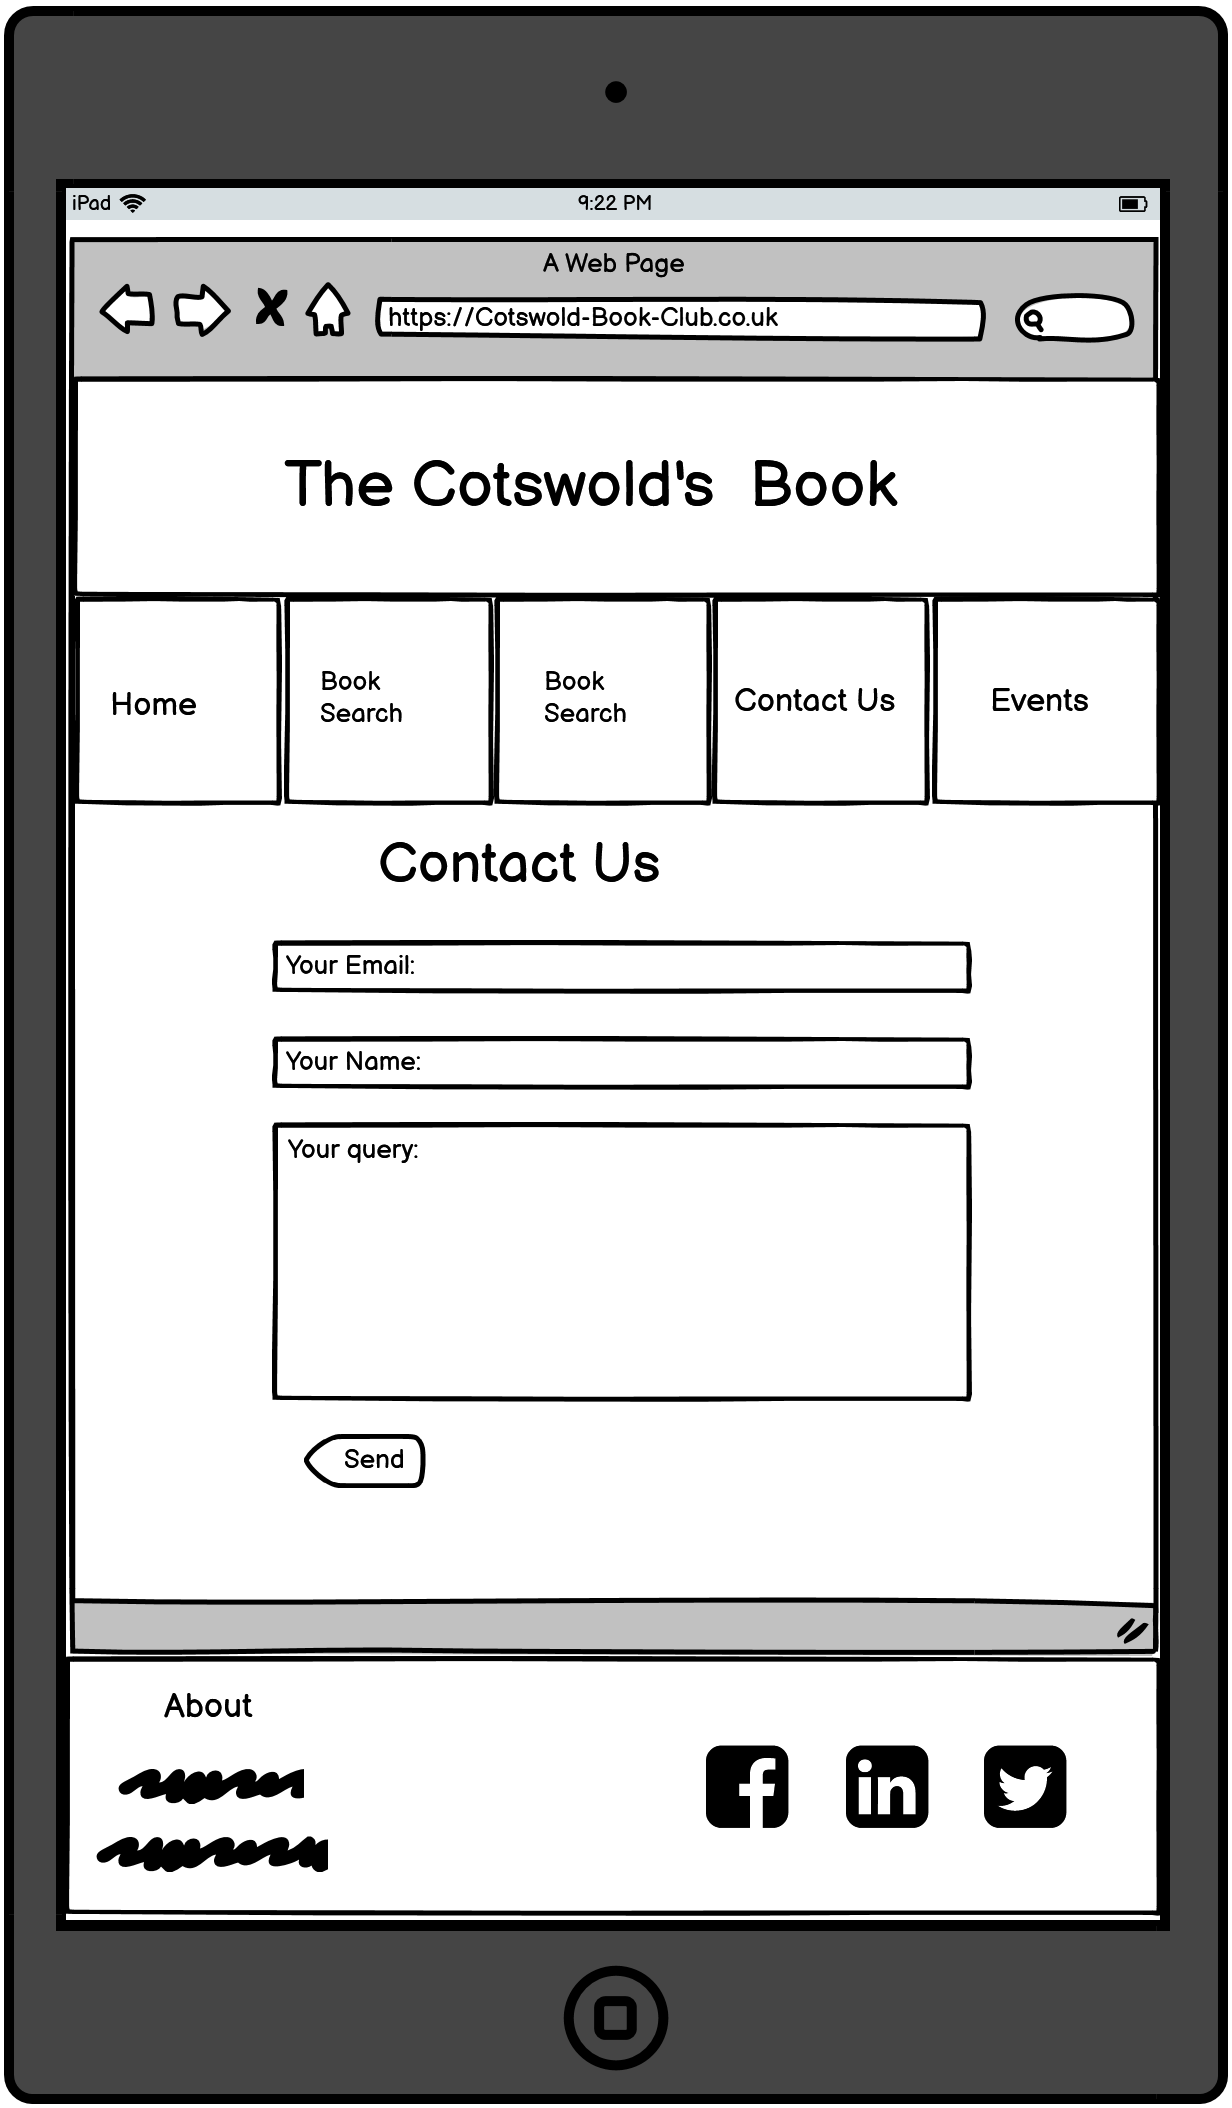 iPad
9:22 PM
A Web Page
https://Cotswold-Book-Club.co.uk
The Cotswold's Book
Home
Book
Search
Book
Search
Contact Us
Events
Contact Us
Your Email:
Your Name:
Your query:
Send
About
f
in